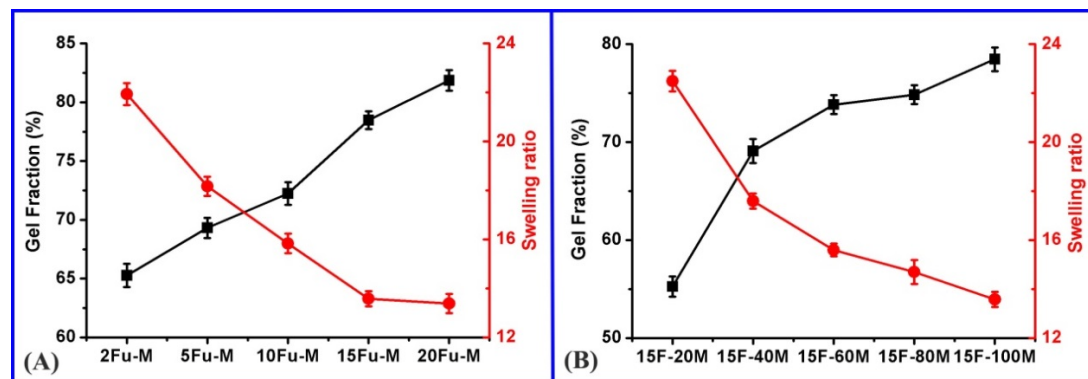 85
80
75
70
65
60
Gel Fraction (%)
24
20
16
12
Swelling ratio
2Fu-M 5Fu-M 10Fu-M 15Fu-M 20Fu-M
(A)
80
70
60
50
Gel Fraction (%)
24
20
16
12
Swelling ratio
15F-20M 15F-40M 15F-60M 15F-80M 15F-100M
(B)